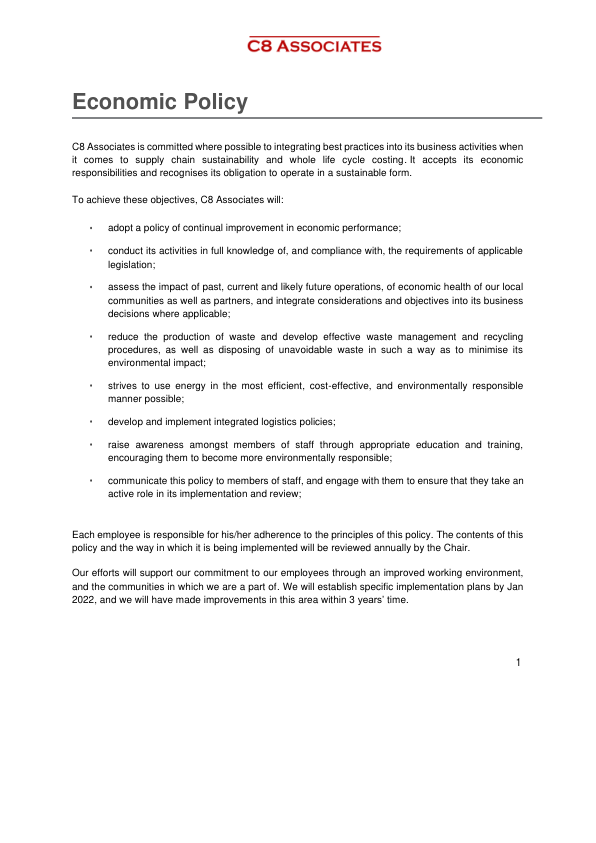 C8 ASSOCIATES
Economic Policy
C8 Associates is committed where possible to integrating best practices into its business activities when
it comes to supply chain sustainability and whole life cycle costing. It accepts its economic
responsibilities and recognises its obligation to operate in a sustainable form.
To achieve these objectives, C8 Associates will:
• adopt a policy of continual improvement in economic performance;
• conduct its activities in full knowledge of, and compliance with, the requirements of applicable
legislation;
• assess the impact of past, current and likely future operations, of economic health of our local
communities as well as partners, and integrate considerations and objectives into its business
decisions where applicable;
• reduce the production of waste and develop effective waste management and recycling
procedures, as well as disposing of unavoidable waste in such a way as to minimise its
environmental impact;
• strives to use energy in the most efficient, cost-effective, and environmentally responsible
manner possible;
• develop and implement integrated logistics policies;
• raise awareness amongst members of staff through appropriate education and training,
encouraging them to become more environmentally responsible;
• communicate this policy to members of staff, and engage with them to ensure that they take an
active role in its implementation and review;
Each employee is responsible for his/her adherence to the principles of this policy. The contents of this
policy and the way in which it is being implemented will be reviewed annually by the Chair.
Our efforts will support our commitment to our employees through an improved working environment,
and the communities in which we are a part of. We will establish specific implementation plans by Jan
2022, and we will have made improvements in this area within 3 years’ time.
1